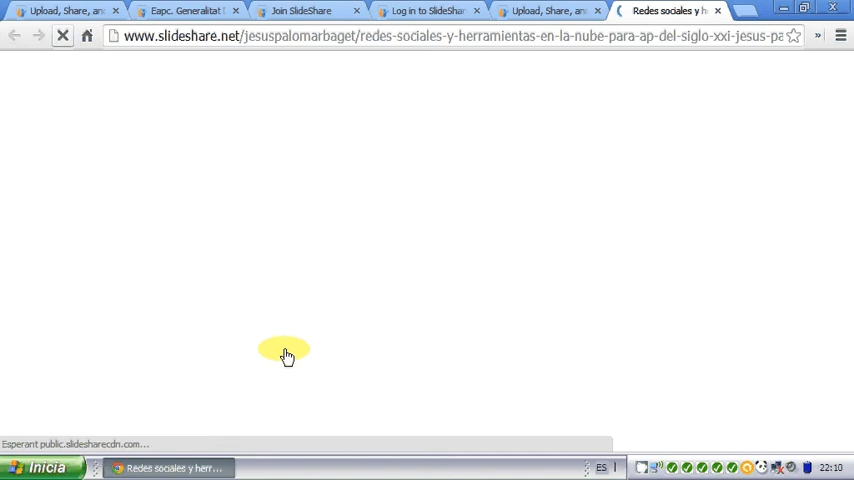 Upload, Share, and
Eapc. Generalitat
Join SlideShare
Log in to SlideShar
Upload, Share, and
Redes sociales y h
www.slideshare.net/jesuspalomarbaget/redes-sociales-y-herramientas-en-la-nube-para-ap-del-siglo-xxi-jesus-pa
Esperant public.slidesharecdn.com...
Inicia
Redes sociales y herr...
ES
22:10